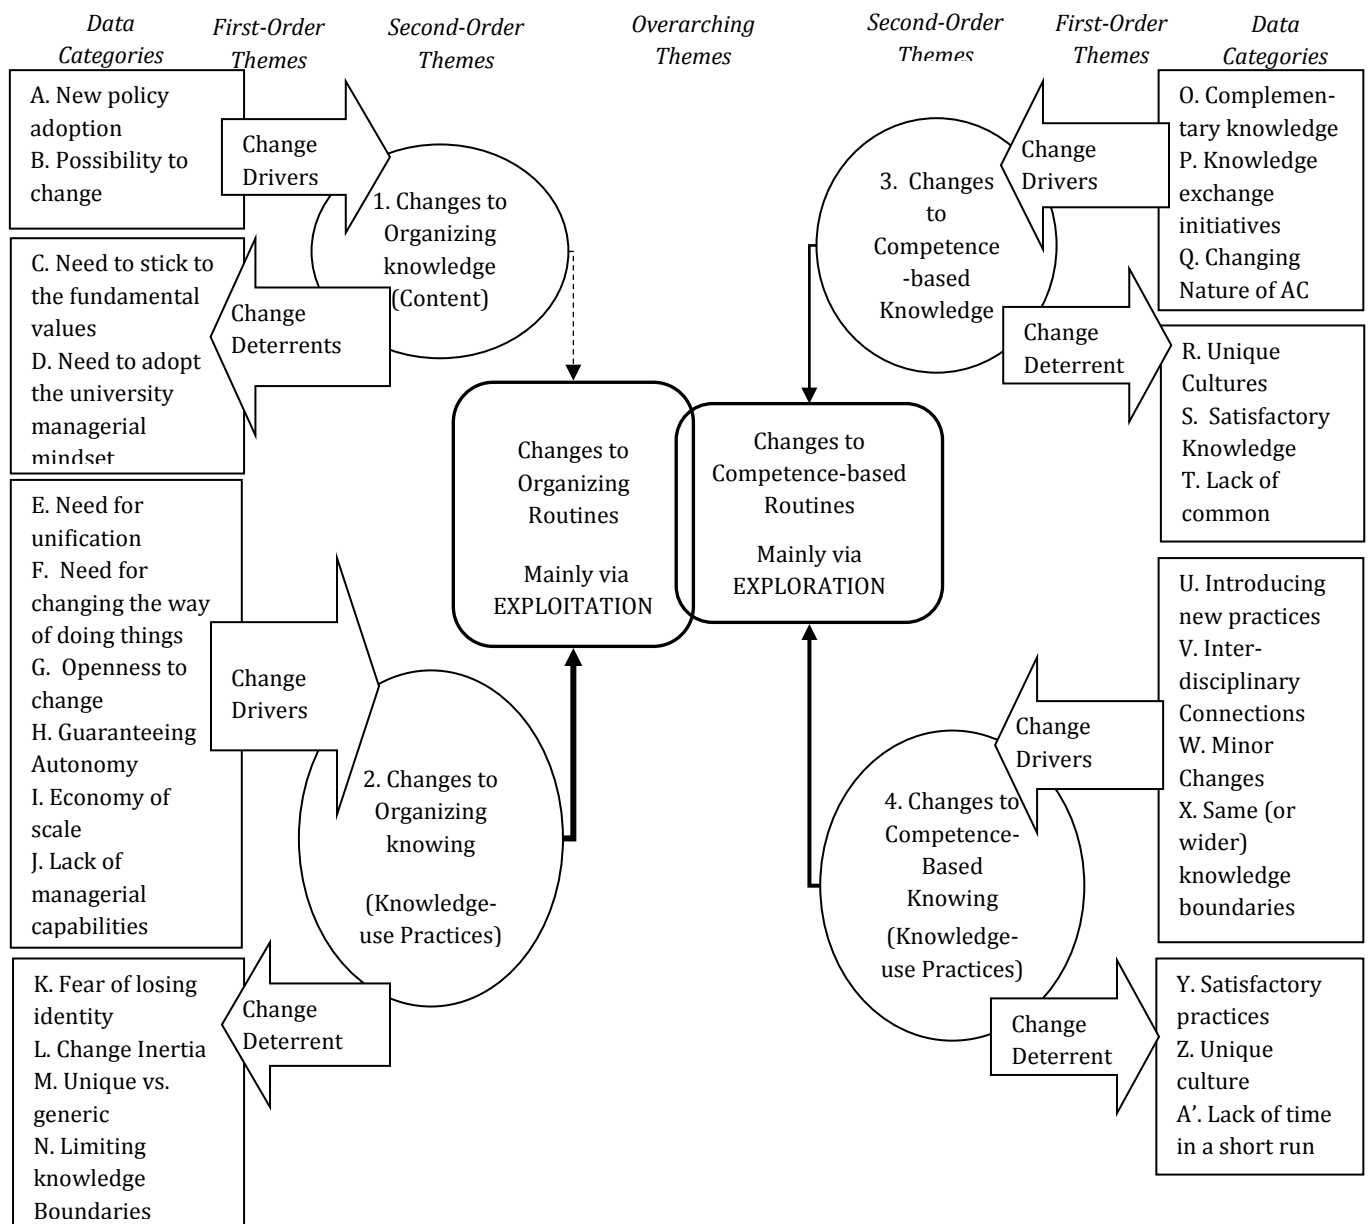 Data
Categories
First-Order
Themes
Second-Order
Themes
Overarching
Themes
Second-Order
Themes
First-Order
Themes
Data
Categories
A. New policy
adoption
B. Possibility to
change
Change
Drivers
1. Changes to
Organizing
knowledge
(Content)
C. Need to stick to
the fundamental
values
D. Need to adopt
the university
managerial
mindset
Change
Deterrents
E. Need for
unification
F. Need for
changing the way
of doing things
G. Openness to
change
H. Guaranteeing
Autonomy
I. Economy of
scale
J. Lack of
managerial
capabilities
Change
Drivers
2. Changes to
Organizing
knowing
(Knowledge-
use Practices)
K. Fear of losing
identity
L. Change Inertia
M. Unique vs.
generic
N. Limiting
knowledge
Boundaries
Change
Deterrent
Changes to
Organizing
Routines
Mainly via
EXPLOITATION
Changes to
Competence-based
Routines
Mainly via
EXPLORATION
3. Changes
to
Competence
-based
Knowledge
Change
Drivers
O. Complemen-
tary knowledge
P. Knowledge
exchange
initiatives
Q. Changing
Nature of AC
Change
Deterrent
R. Unique
Cultures
S. Satisfactory
Knowledge
T. Lack of
common
4. Changes to
Competence-
Based
Knowing
(Knowledge-
use Practices)
Change
Drivers
U. Introducing
new practices
V. Inter-
disciplinary
Connections
W. Minor
Changes
X. Same (or
wider)
knowledge
boundaries
Change
Deterrent
Y. Satisfactory
practices
Z. Unique
culture
A’. Lack of time
in a short run